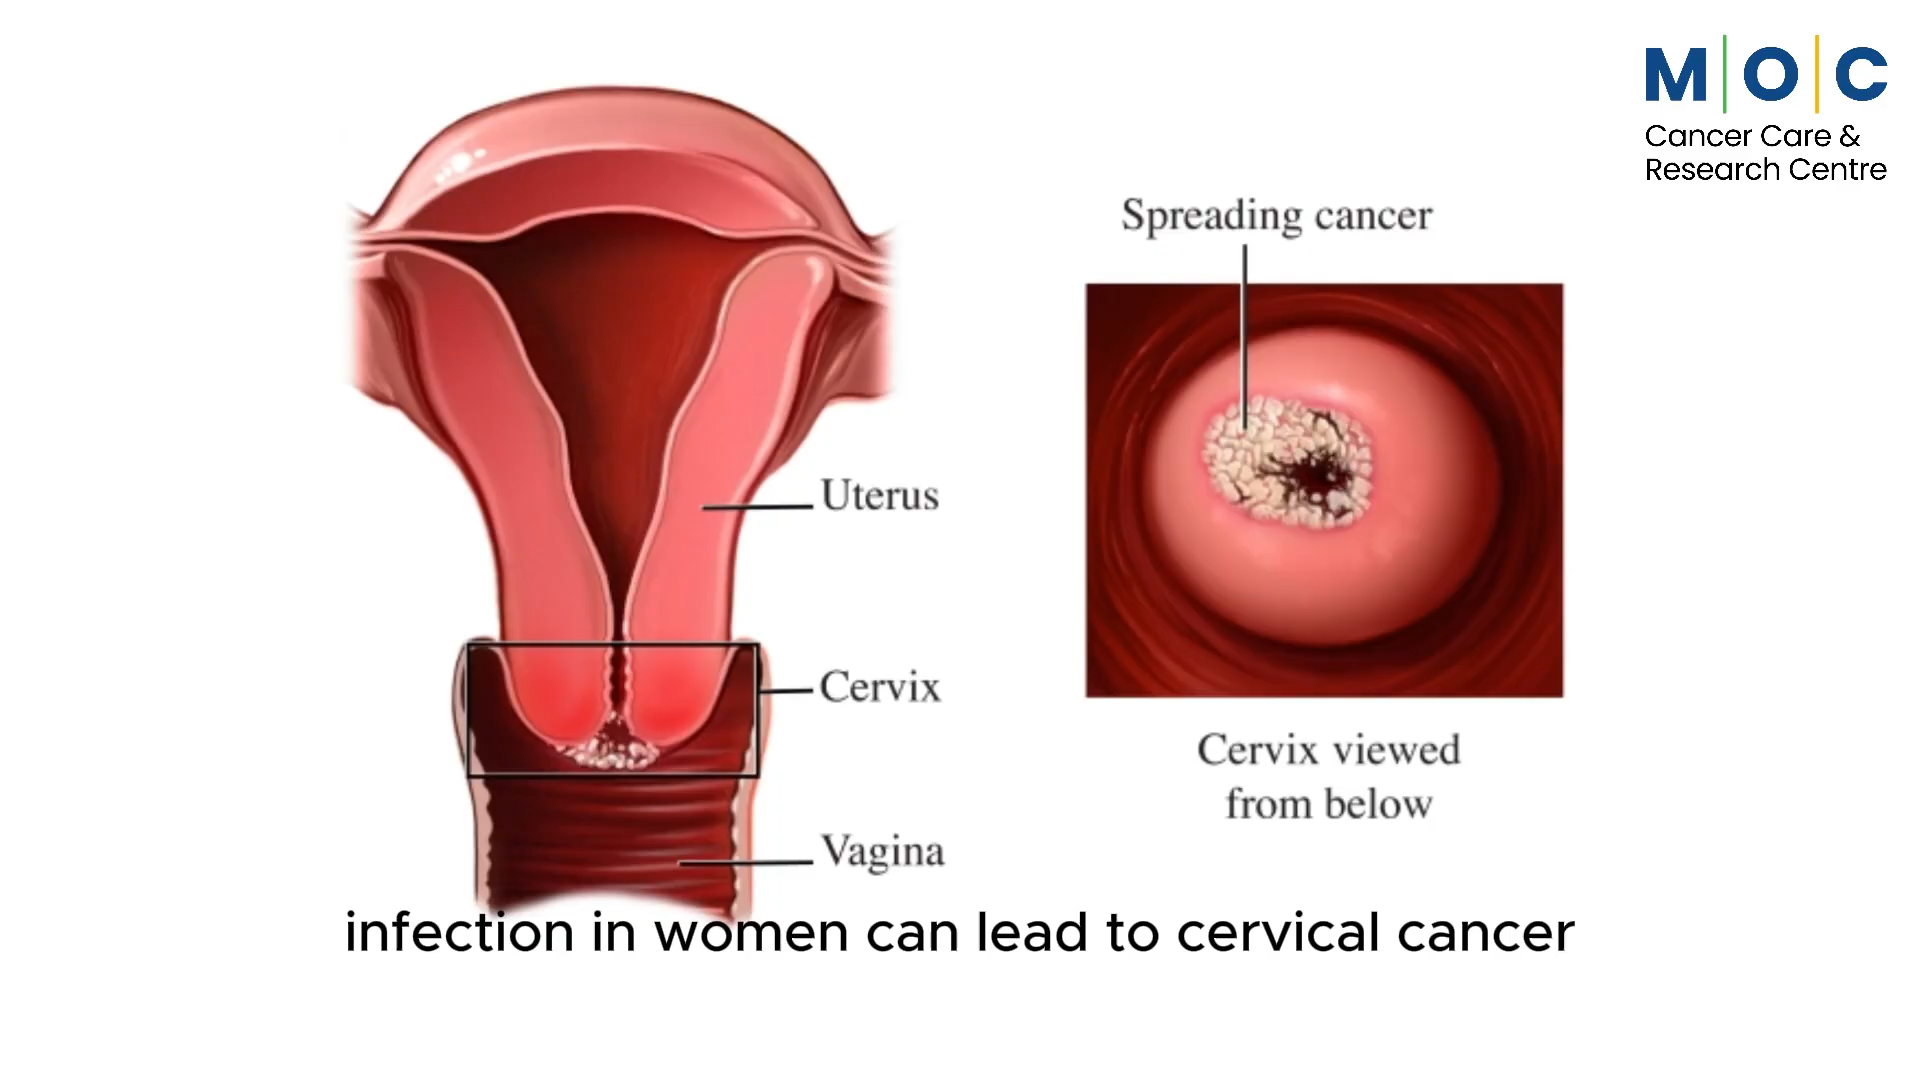 M|O|C
Cancer Care &
Research Centre
Spreading cancer
Uterus
Cervix
Cervix viewed
from below
Vagina
infection in women can lead to cervical cancer